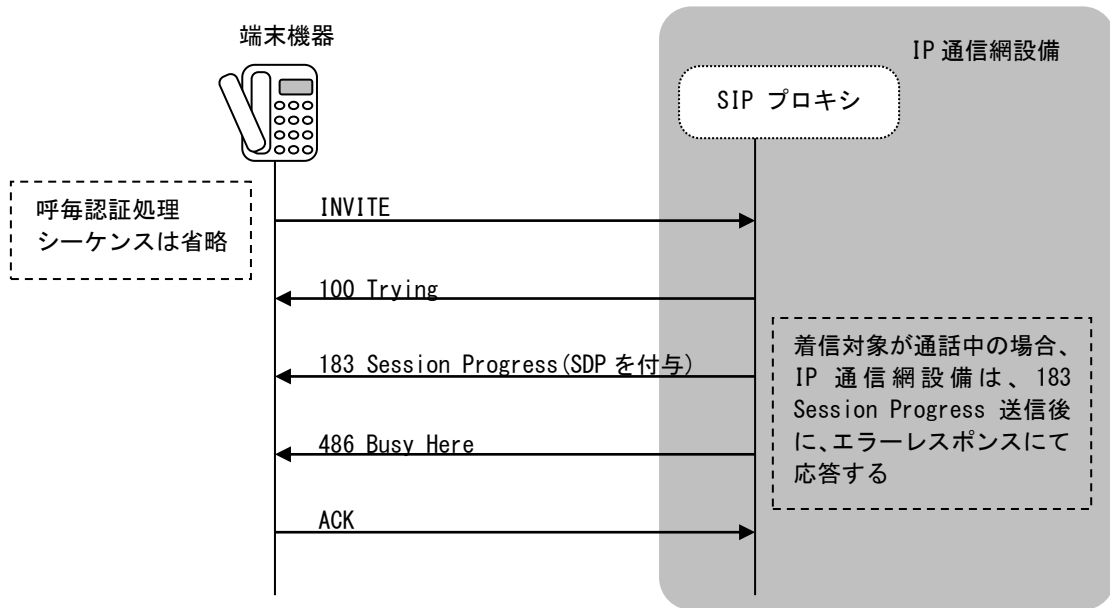 端末機器
IP 通信網設備
SIP プロキシ
呼毎認証処理
シーケンスは省略
INVITE
100 Trying
183 Session Progress(SDP を付与)
着信対象が通話中の場合、
IP 通信網設備は、183
Session Progress 送信後
に、エラーレスポンスにて
応答する
486 Busy Here
ACK